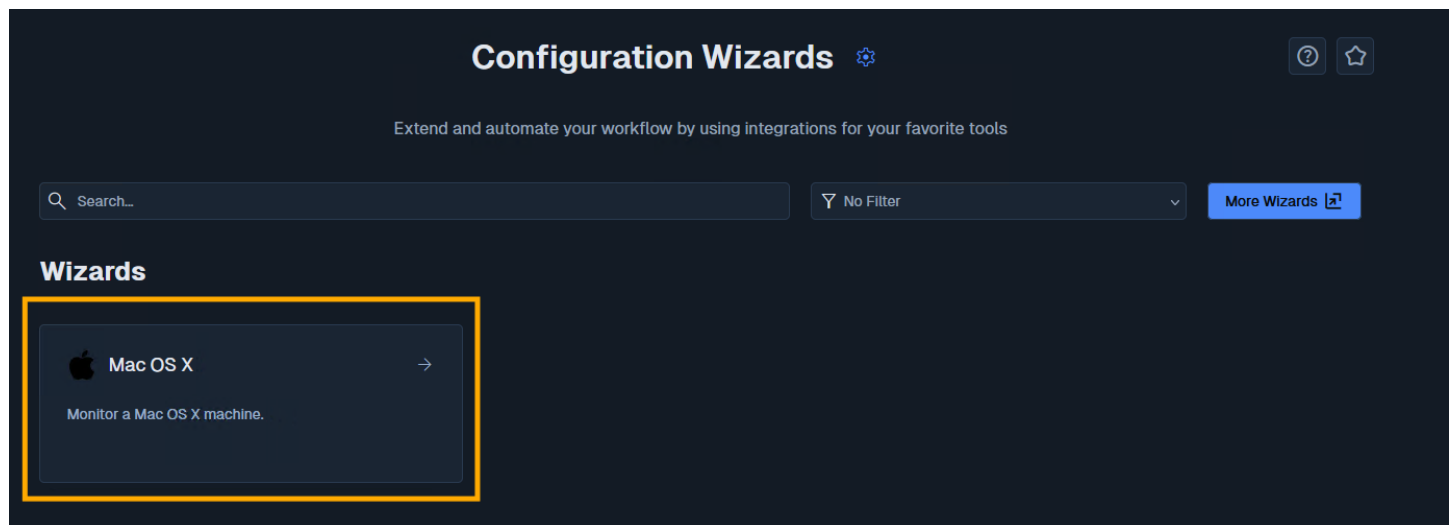 Configuration Wizards
Extend and automate your workflow by using integrations for your favorite tools
Search...
No Filter
More Wizards
Wizards
Mac OS X
Monitor a Mac OS X machine.